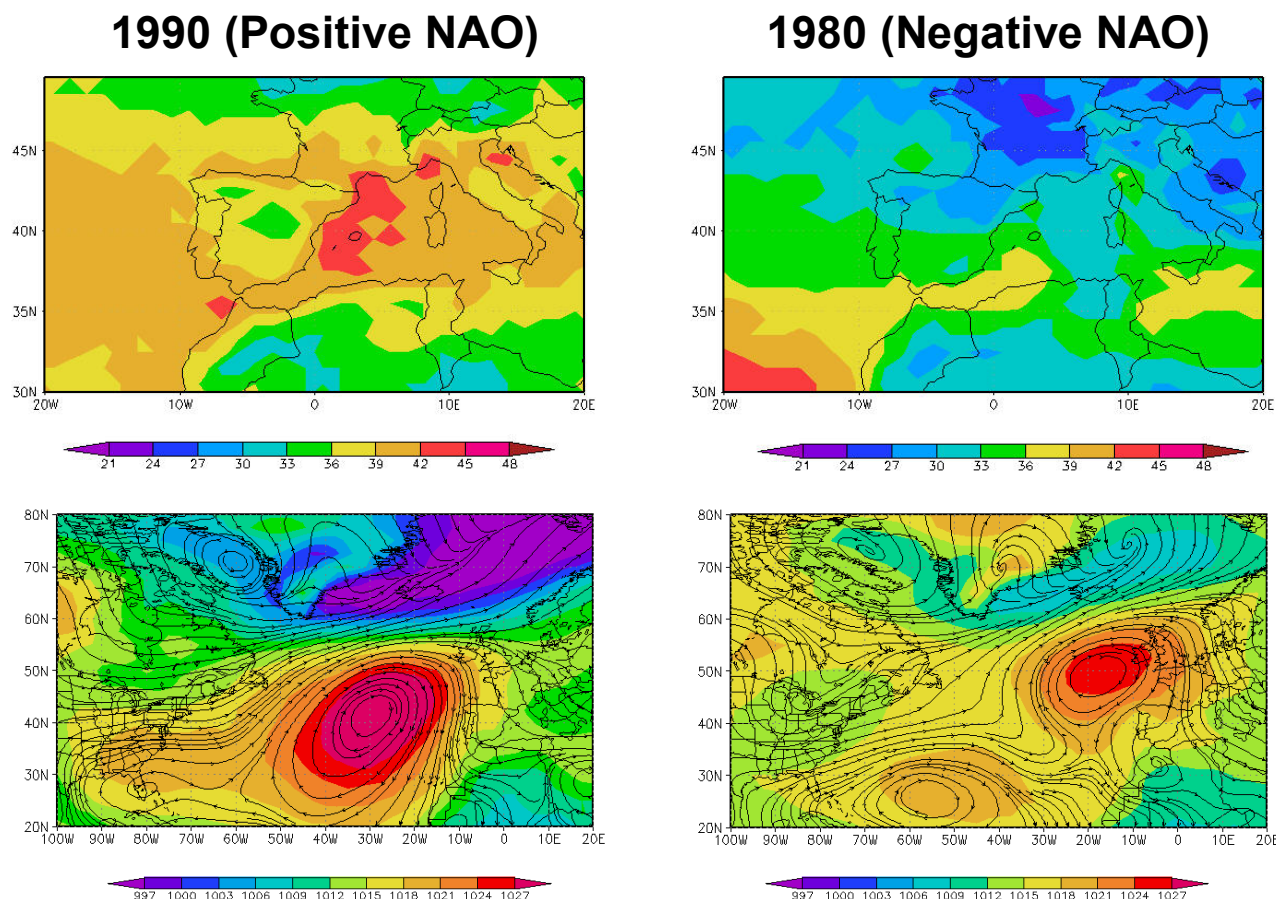 1990 (Positive NAO)
1980 (Negative NAO)
45N
40N
35N
30N
20W 10W 0 10E 20E
21 24 27 30 33 36 39 42 45 48
45N
40N
35N
30N
20W 10W 0 10E 20E
21 24 27 30 33 36 39 42 45 48
80N
70N
60N
50N
40N
30N
20N
100W 90W 80W 70W 60W 50W 40W 30W 20W 10W 0 10E 20E
997 1000 1003 1006 1009 1012 1015 1018 1021 1024 1027
80N
70N
60N
50N
40N
30N
20N
100W 90W 80W 70W 60W 50W 40W 30W 20W 10W 0 10E 20E
997 1000 1003 1006 1009 1012 1015 1018 1021 1024 1027